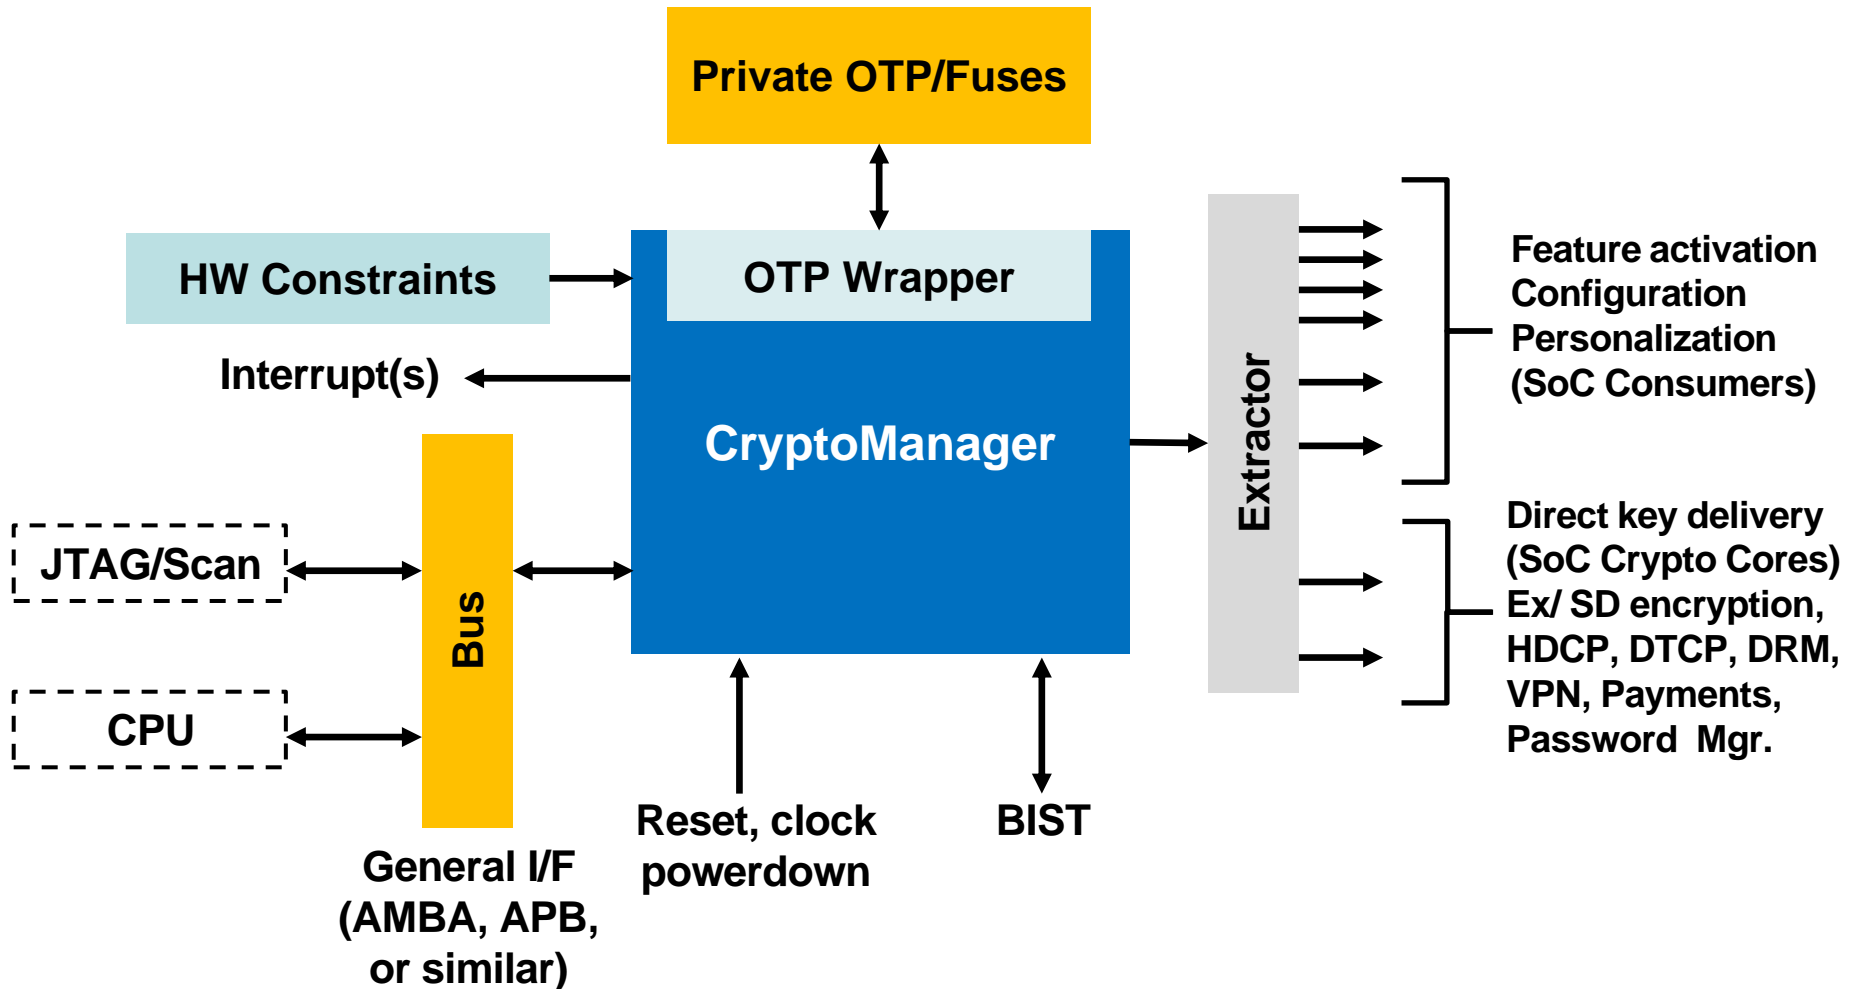 Private OTP/Fuses
HW Constraints
OTP Wrapper
Interrupt(s)
CryptoManager
Extractor
Feature activation
Configuration
Personalization
(SoC Consumers)
Direct key delivery
(SoC Crypto Cores)
Ex/ SD encryption,
HDCP, DTCP, DRM,
VPN, Payments,
Password Mgr.
JTAG/Scan
CPU
Bus
General I/F
(AMBA, APB,
or similar)
Reset, clock
powerdown
BIST